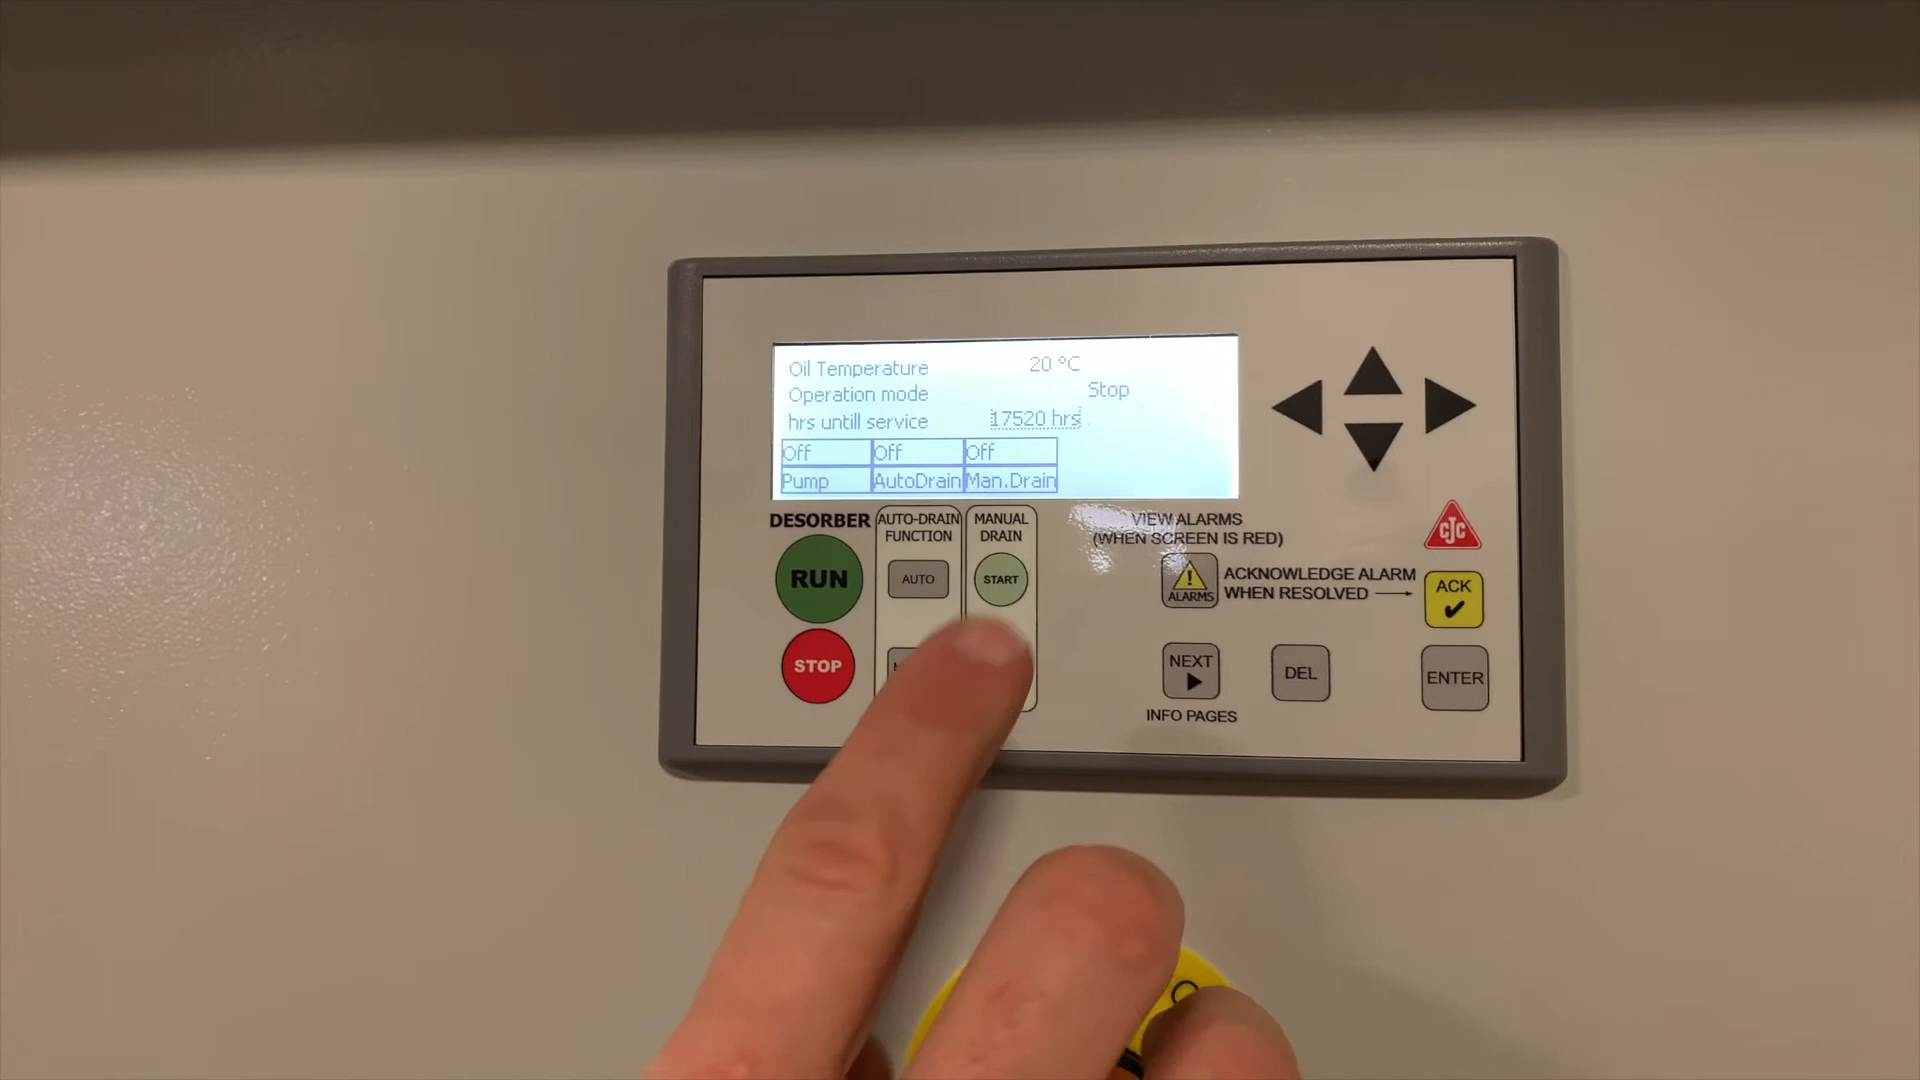 Oil Temperature 20 °C
Operation mode Stop
hrs untill service 17520 hrs
Off Off Off
Pump AutoDrain Man.Drain
DESORBER
RUN
STOP
AUTO-DRAIN
FUNCTION
AUTO
MANUAL
DRAIN
START
VIEW ALARMS
(WHEN SCREEN IS RED)
!
ALARMS
ACKNOWLEDGE ALARM
WHEN RESOLVED
CJC
ACK
NEXT
INFO PAGES
DEL
ENTER